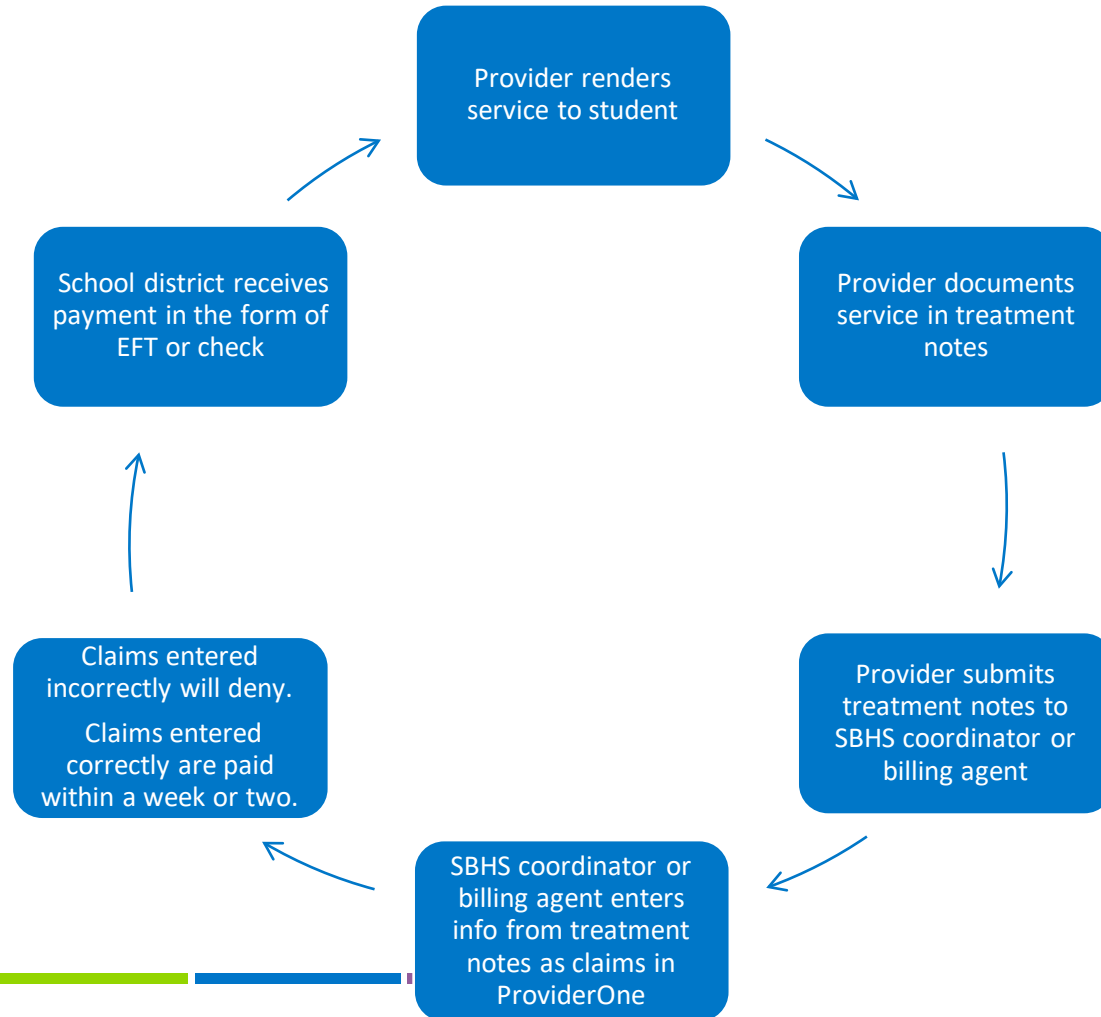 Provider renders
service to student
Provider documents
service in treatment
notes
Provider submits
treatment notes to
SBHS coordinator or
billing agent
SBHS coordinator or
billing agent enters
info from treatment
notes as claims in
ProviderOne
Claims entered
incorrectly will deny.
Claims entered
correctly are paid
within a week or two.
School district receives
payment in the form of
EFT or check